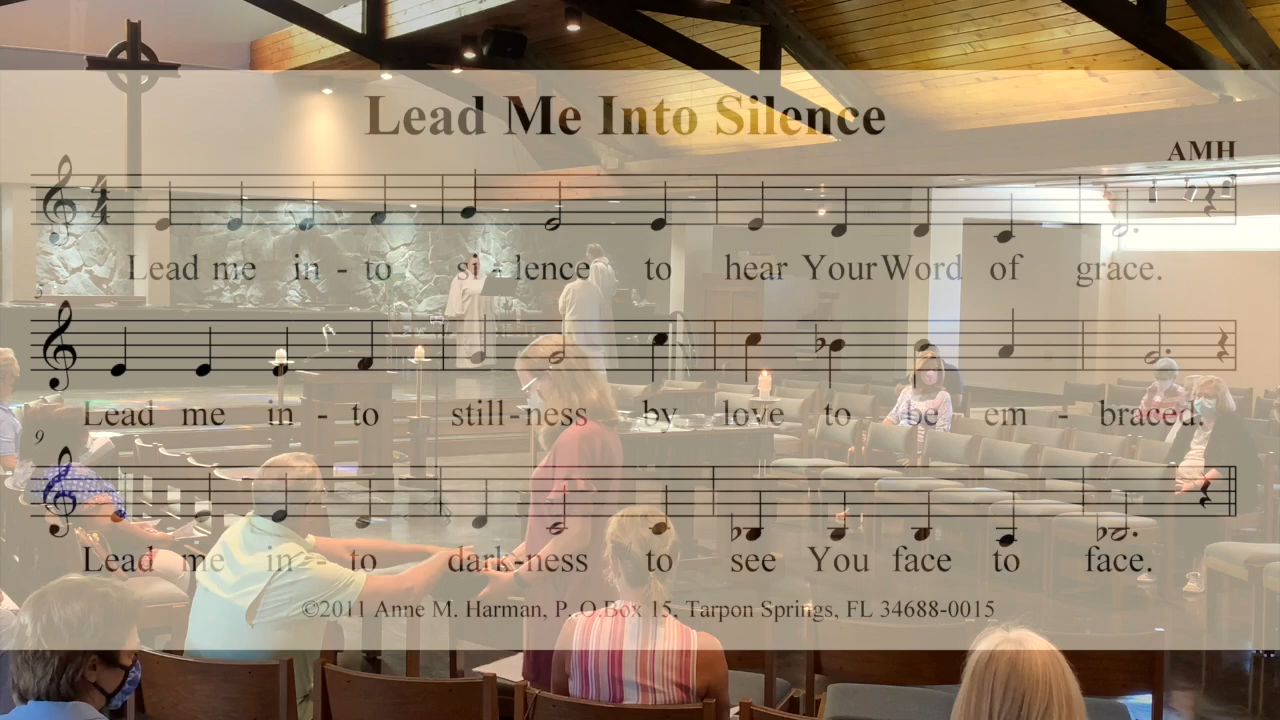 Lead Me Into Silence
AMH
4
4
Lead me in - to si - lence to hear Your Word of grace.
5
Lead me in - to still - ness by love to be em - braced.
9
Lead me in - to dark - ness to see You face to face.
©2011 Anne M. Harman, P. O.Box 15, Tarpon Springs, FL 34688-0015